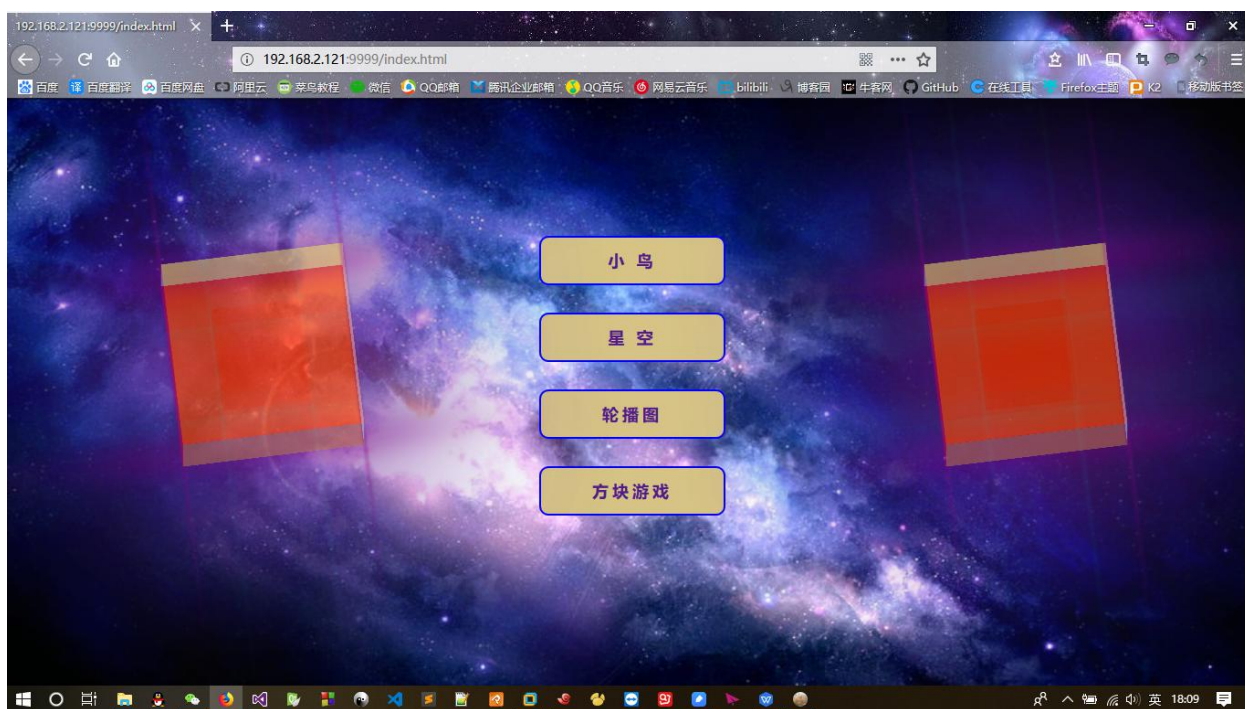 192.168.2.121:9999/index.html
192.168.2.121:9999/index.html
百度 译 百度翻译 百度网盘 阿里云 菜鸟教程 微信 QQ邮箱 腾讯企业邮箱 QQ音乐 网易云音乐 bilibili 博客园 牛客网 GitHub C 在线工具 Firefox主题 K2 移动版书签
小 鸟
星 空
轮播图
方块游戏
英 18:09